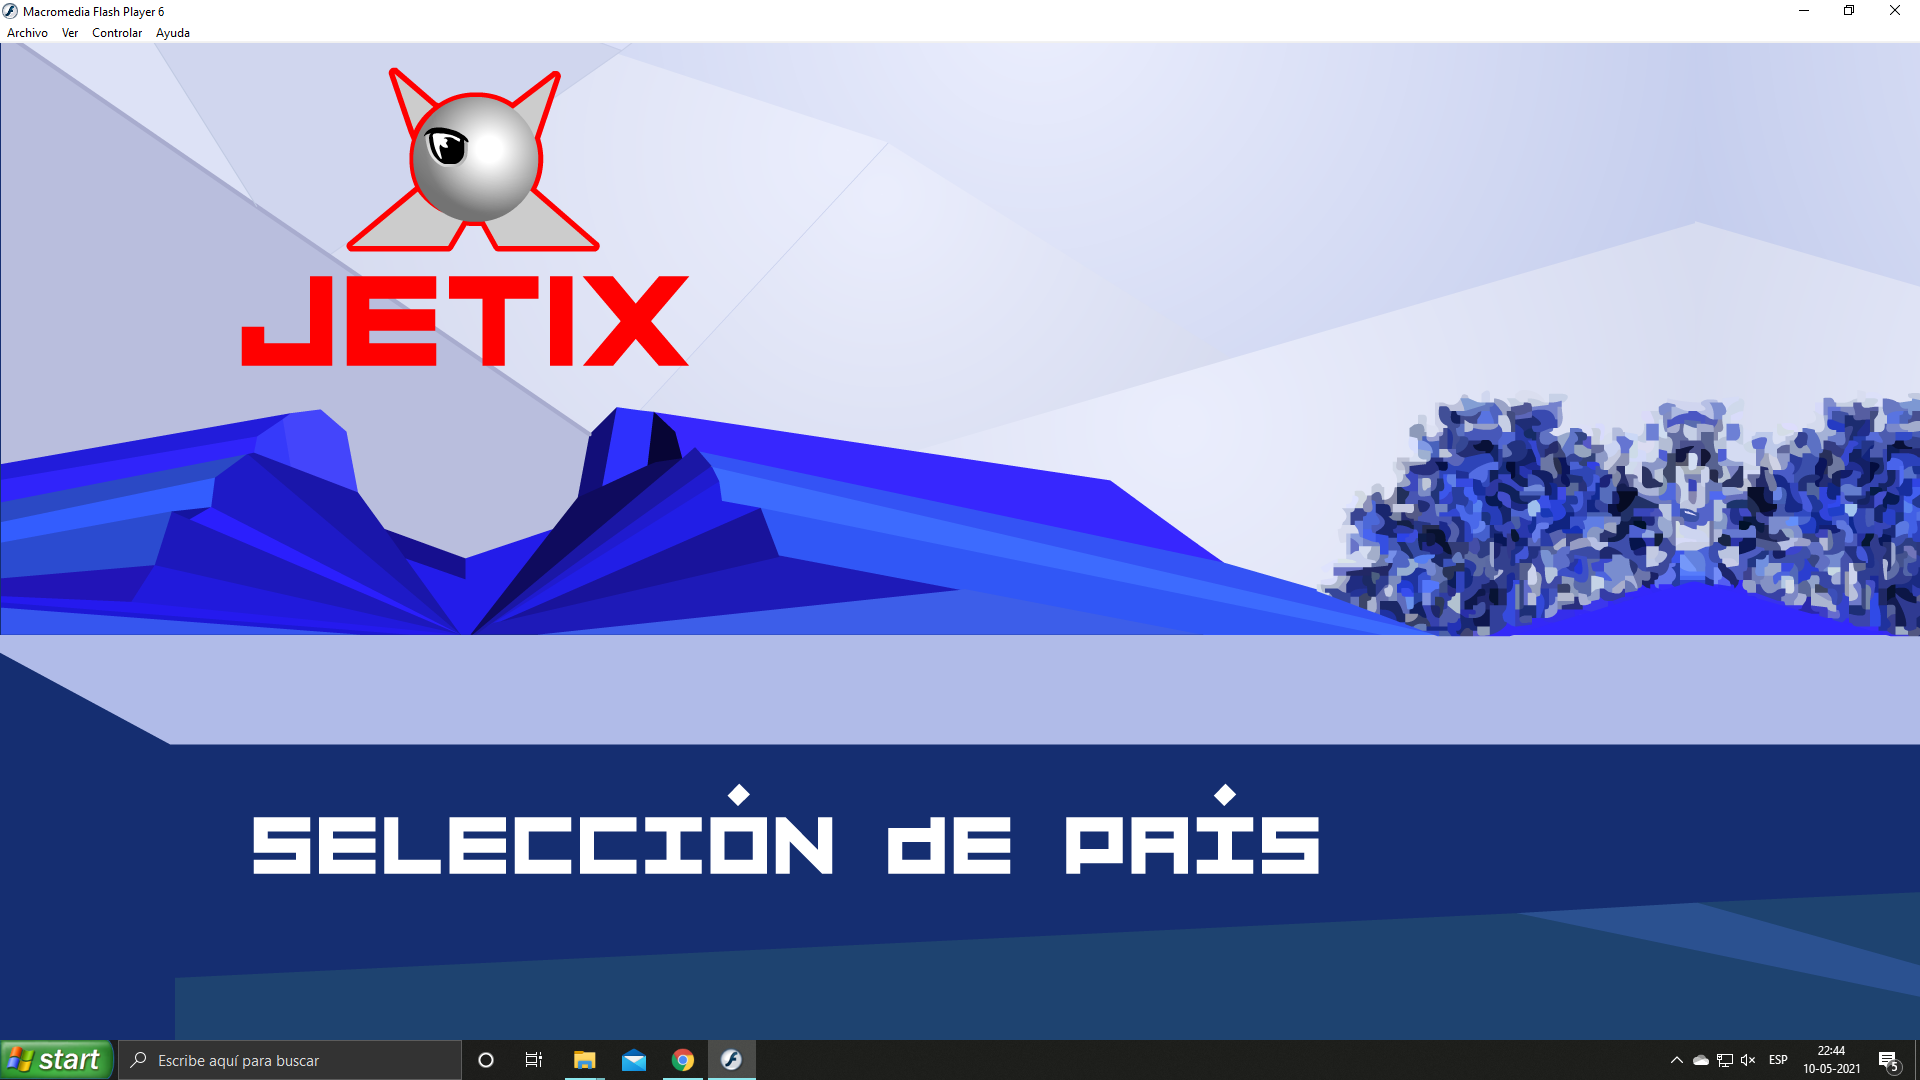 Macromedia Flash Player 6
Archivo Ver Controlar Ayuda
JETIX
SELECCIÓN dE PAÍS
start
Escribe aquí para buscar
ESP
22:44
10-05-2021
5